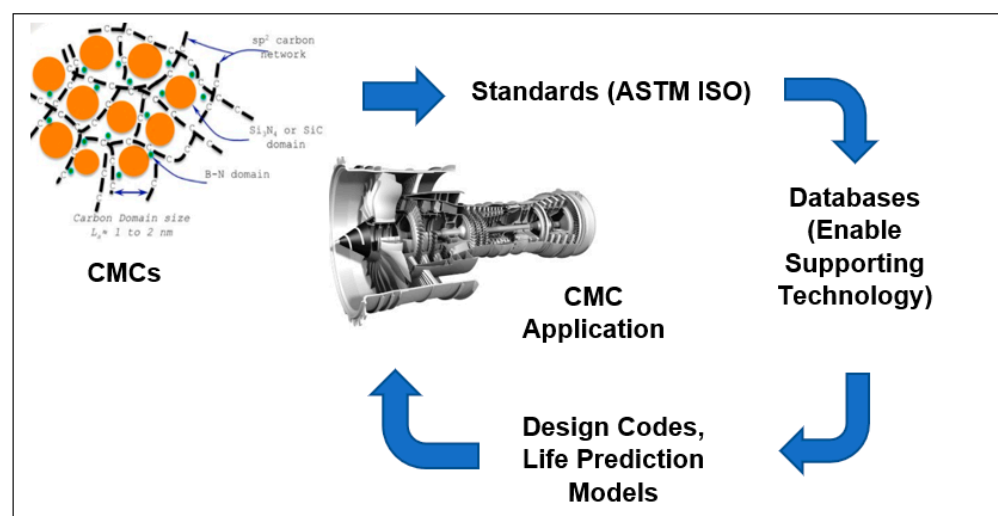 sp² carbon
network
Si₃N₄ or SiC
domain
B-N domain
Carbon Domain size
Lₐ≈ 1 to 2 nm
CMCs
Standards (ASTM ISO)
Databases
(Enable
Supporting
Technology)
CMC
Application
Design Codes,
Life Prediction
Models